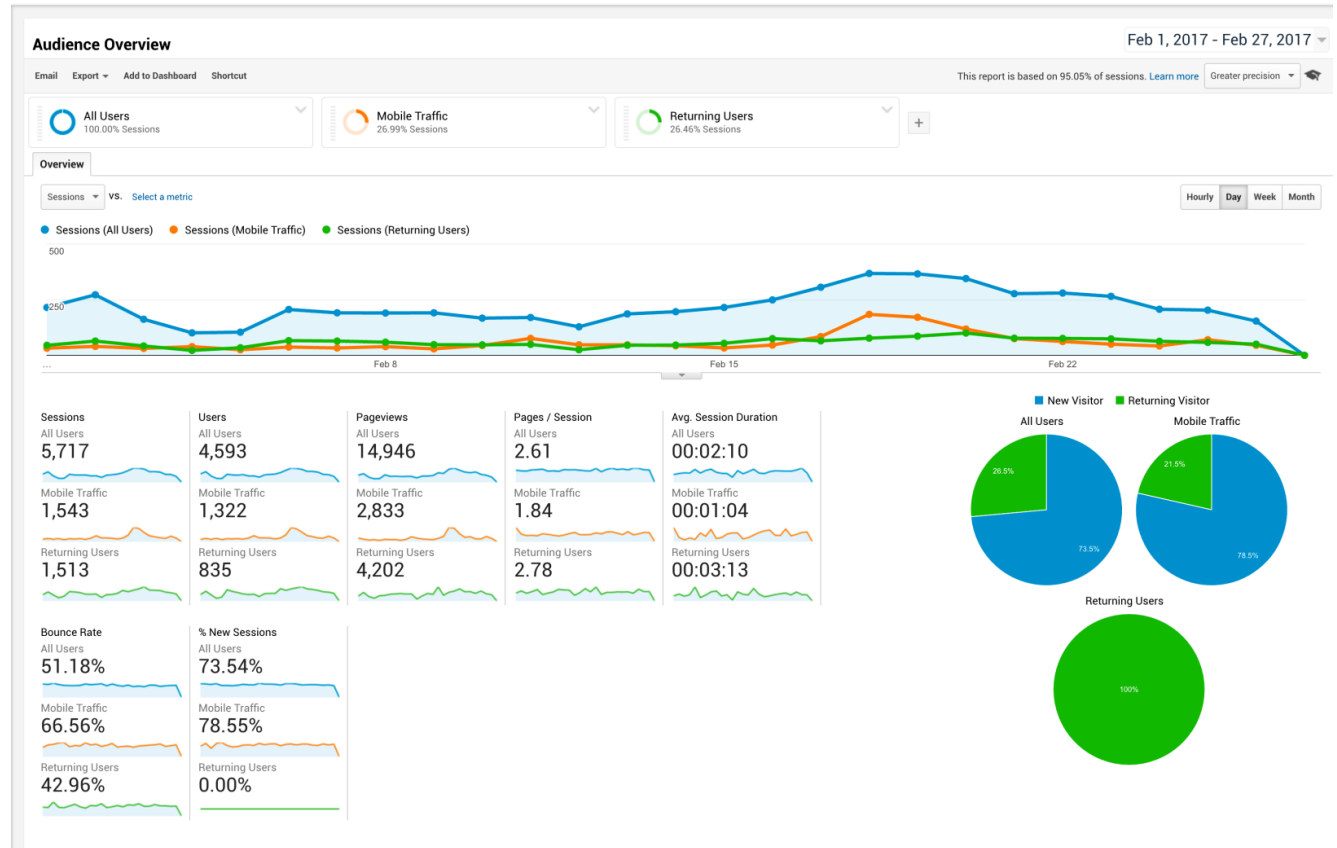 Audience Overview
Feb 1, 2017 - Feb 27, 2017
Email Export Add to Dashboard Shortcut
This report is based on 95.05% of sessions. Learn more Greater precision
All Users
100.00% Sessions
Mobile Traffic
26.99% Sessions
Returning Users
26.46% Sessions
+
Overview
Sessions VS. Select a metric
Hourly Day Week Month
Sessions (All Users) Sessions (Mobile Traffic) Sessions (Returning Users)
500
250
... Feb 8 Feb 15 Feb 22
Sessions
All Users
5,717
Mobile Traffic
1,543
Returning Users
1,513
Users
All Users
4,593
Mobile Traffic
1,322
Returning Users
835
Pageviews
All Users
14,946
Mobile Traffic
2,833
Returning Users
4,202
Pages / Session
All Users
2.61
Mobile Traffic
1.84
Returning Users
2.78
Avg. Session Duration
All Users
00:02:10
Mobile Traffic
00:01:04
Returning Users
00:03:13
Bounce Rate
All Users
51.18%
Mobile Traffic
66.56%
Returning Users
42.96%
% New Sessions
All Users
73.54%
Mobile Traffic
78.55%
Returning Users
0.00%
New Visitor Returning Visitor
All Users
26.5%
73.5%
Mobile Traffic
21.5%
78.5%
Returning Users
100%